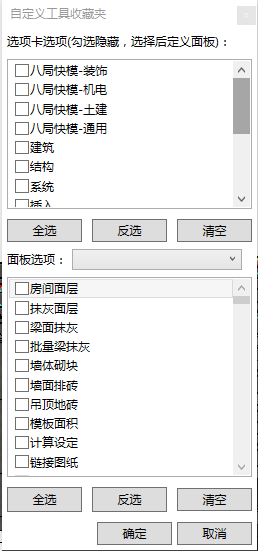 自定义工具收藏夹
选项卡选项(勾选隐藏，选择后定义面板)：
八局快模-装饰
八局快模-机电
八局快模-土建
八局快模-通用
建筑
结构
系统
插入
全选 反选 清空
面板选项：
房间面层
抹灰面层
梁面抹灰
批量梁抹灰
墙体砌块
墙面排砖
吊顶地砖
模板面积
计算设定
链接图纸
全选 反选 清空
确定 取消